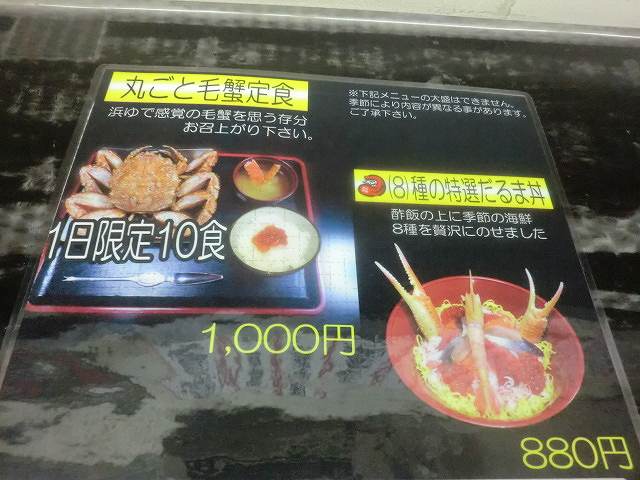 丸ごと毛蟹定食
浜ゆで感覚の毛蟹を思う存分
お召上がり下さい。
1日限定10食
1,000円
※下記メニューの大盛はできません。
季節により内容が異なる事があります。
ご了承下さい。
(8)種の特選だるま丼
酢飯の上に季節の海鮮
8種を贅沢にのせました
880円